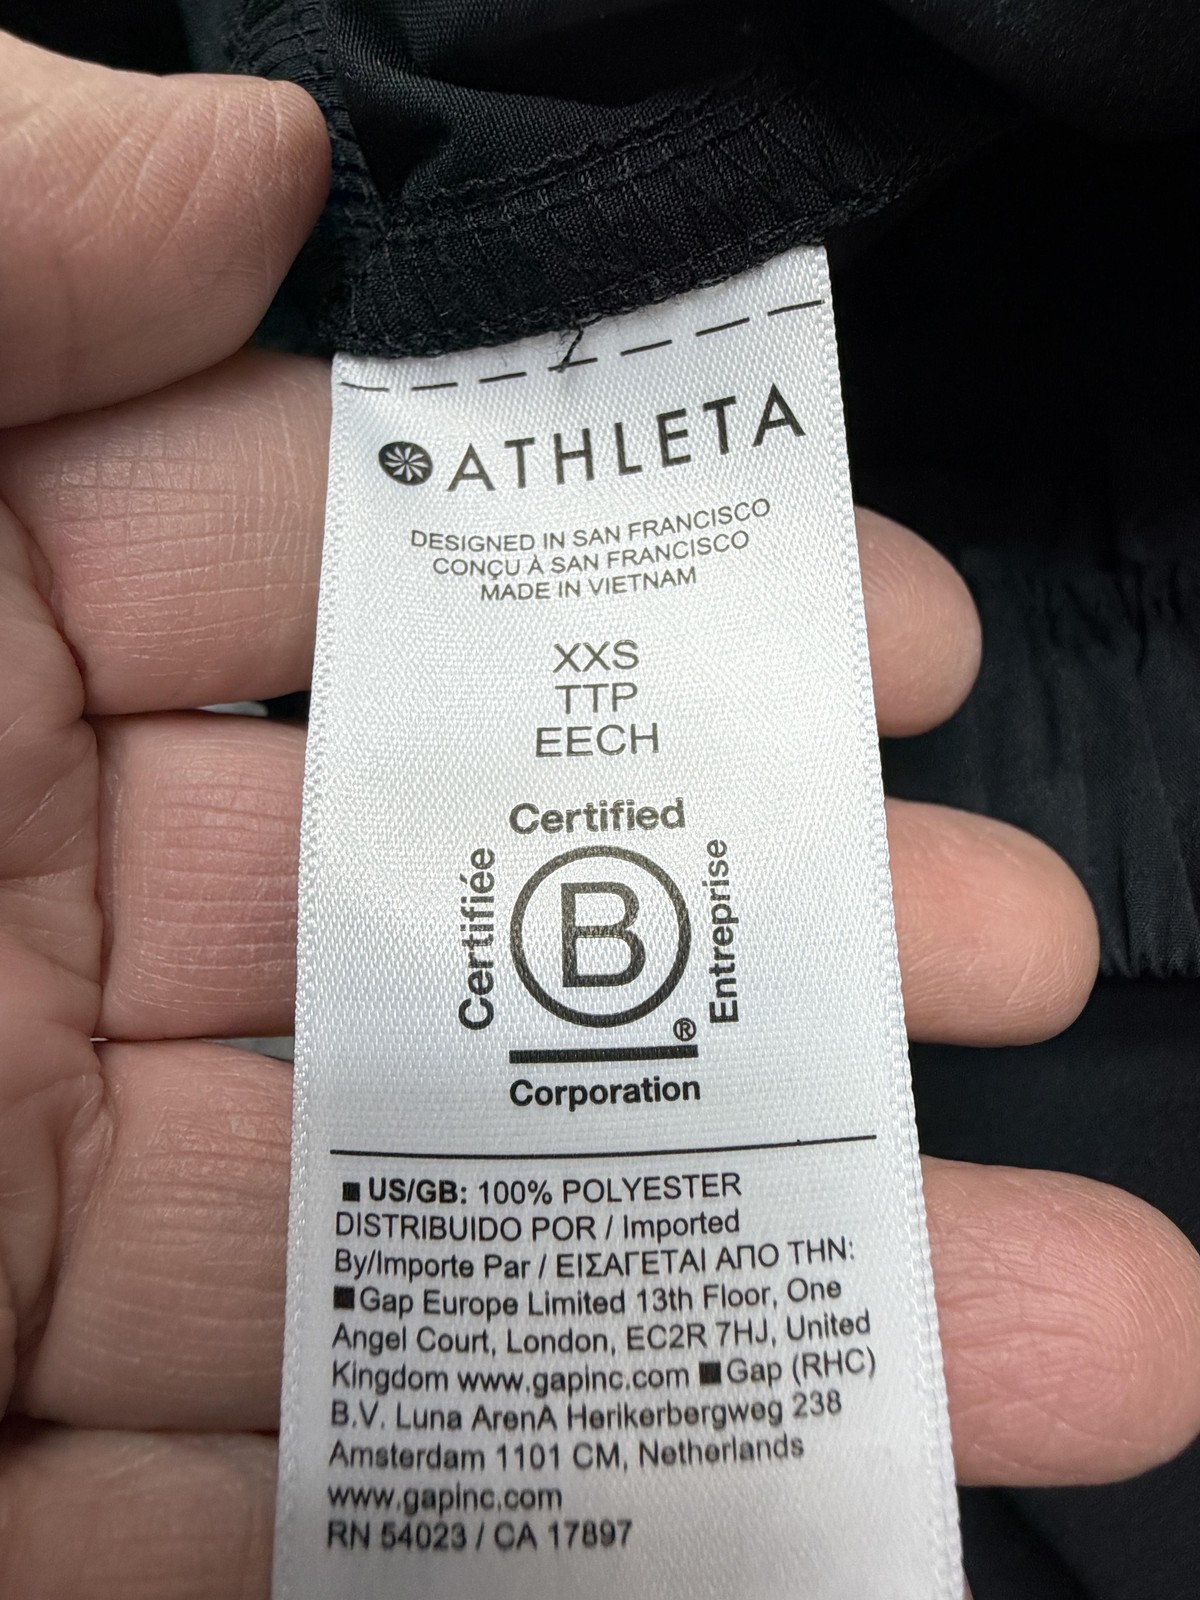 ATHLETA
DESIGNED IN SAN FRANCISCO
CONÇU À SAN FRANCISCO
MADE IN VIETNAM
XXS
TTP
EECH
Certified
Certifiée
B
Entreprise
®
Corporation
US/GB: 100% POLYESTER
DISTRIBUIDO POR / Imported
By/Importe Par / ΕΙΣΑΓΕΤΑΙ ΑΠΟ ΤΗΝ:
Gap Europe Limited 13th Floor, One
Angel Court, London, EC2R 7HJ, United
Kingdom www.gapinc.com ■ Gap (RHC)
B.V. Luna ArenA Herikerbergweg 238
Amsterdam 1101 CM, Netherlands
www.gapinc.com
RN 54023 / CA 17897